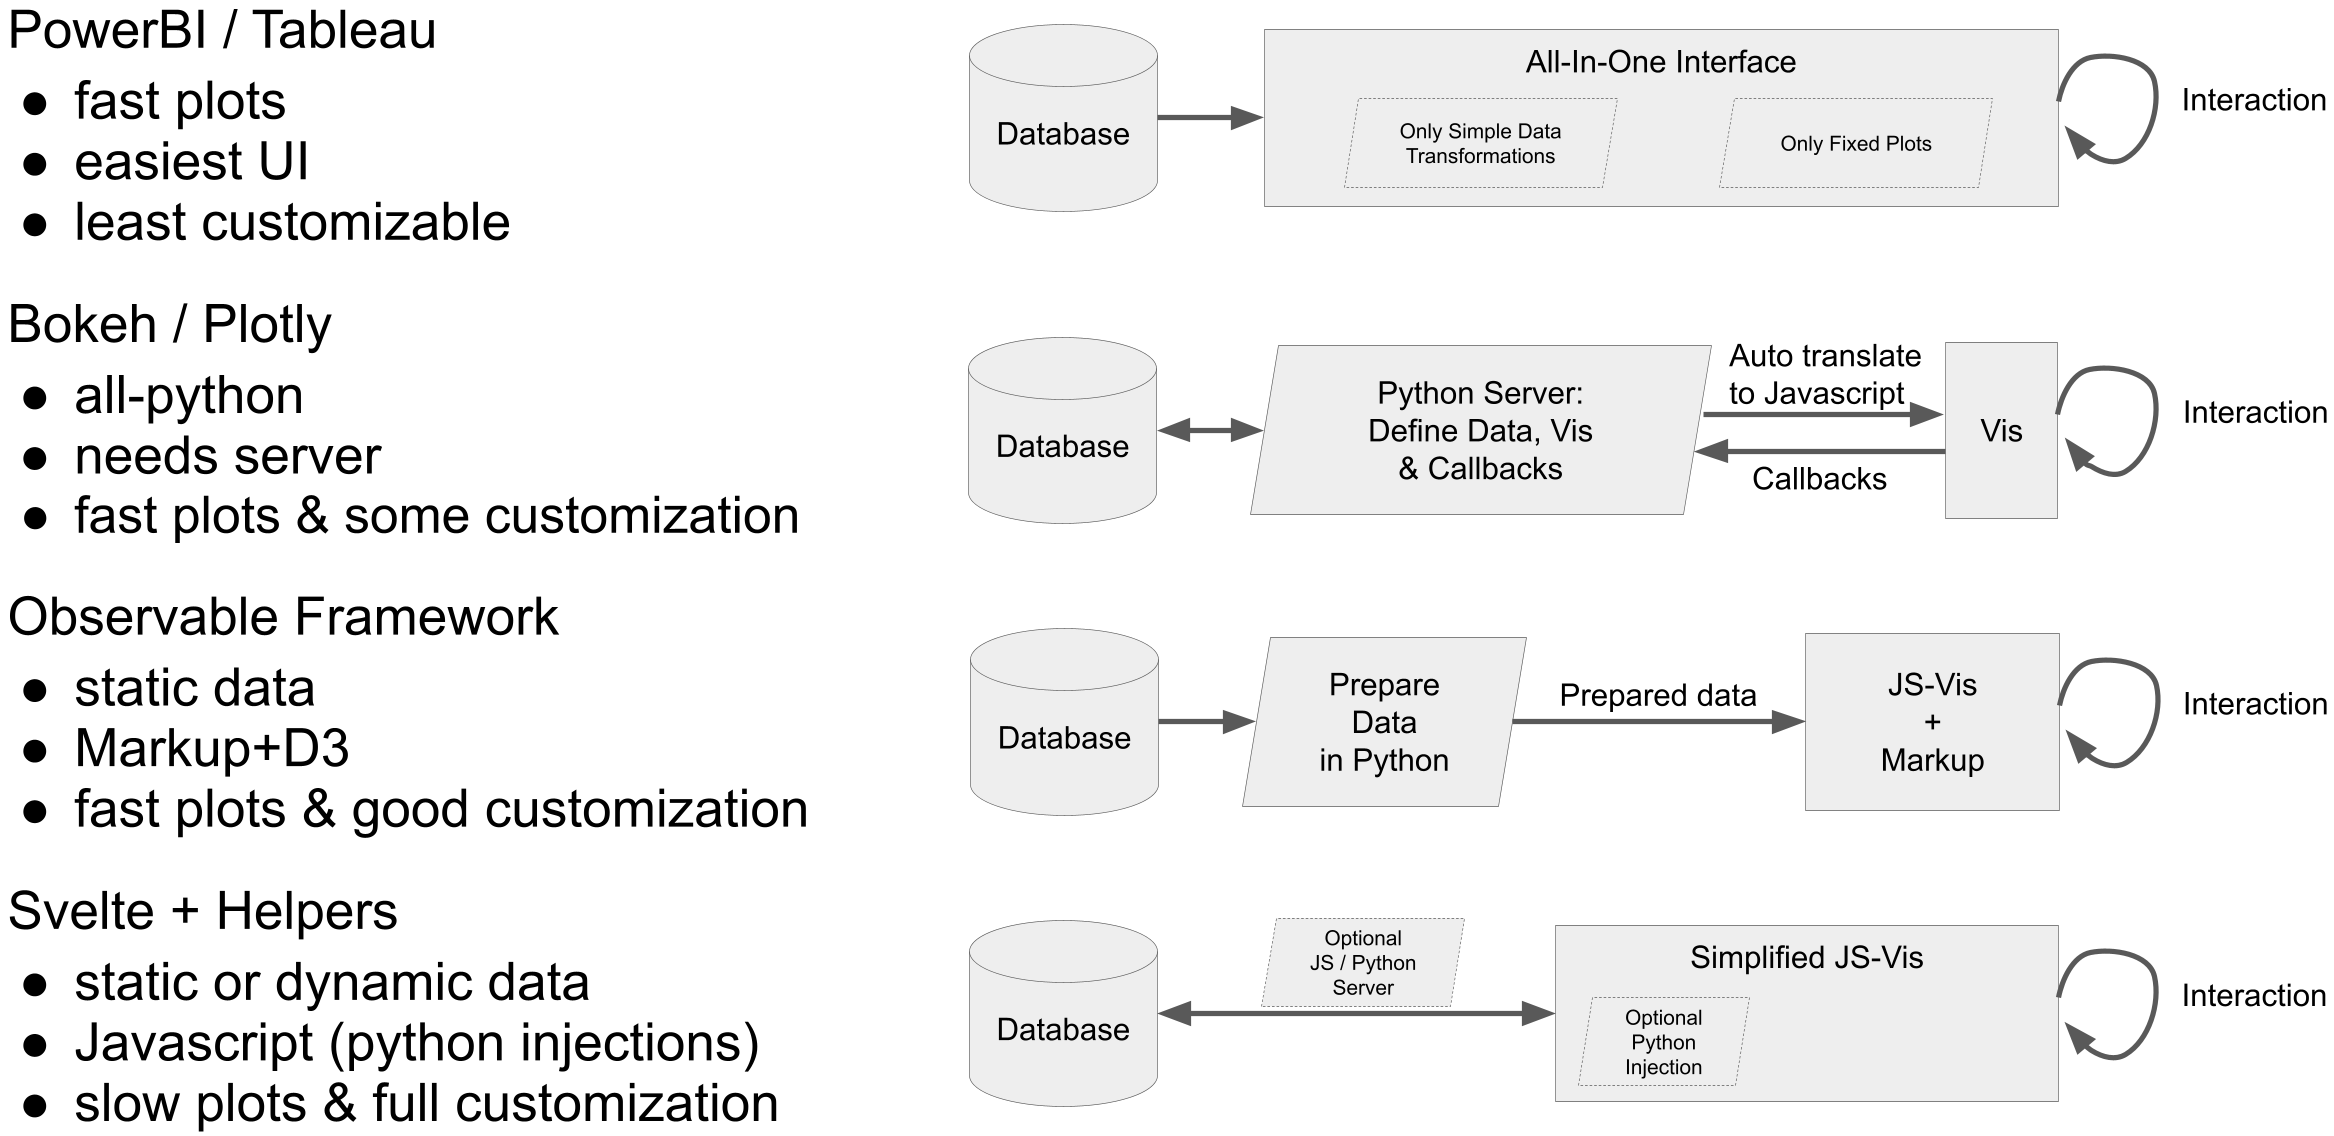 PowerBI / Tableau
● fast plots
● easiest UI
● least customizable
Database
All-In-One Interface
Only Simple Data
Transformations
Only Fixed Plots
Interaction
Bokeh / Plotly
● all-python
● needs server
● fast plots & some customization
Database
Python Server:
Define Data, Vis
& Callbacks
Auto translate
to Javascript
Callbacks
Vis
Interaction
Observable Framework
● static data
● Markup+D3
● fast plots & good customization
Database
Prepare
Data
in Python
Prepared data
JS-Vis
+
Markup
Interaction
Svelte + Helpers
● static or dynamic data
● Javascript (python injections)
● slow plots & full customization
Database
Optional
JS / Python
Server
Simplified JS-Vis
Optional
Python
Injection
Interaction